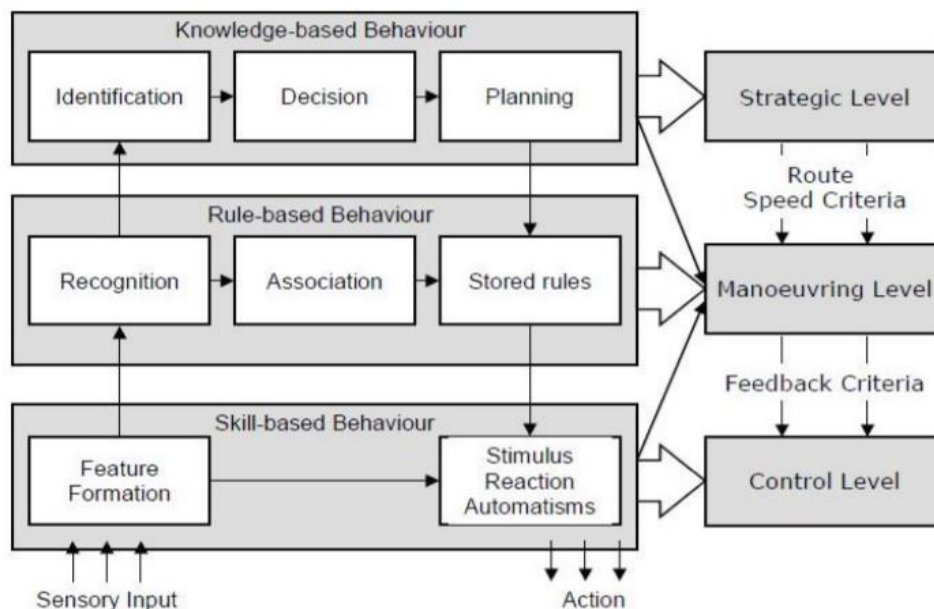 Knowledge-based Behaviour
Identification
Decision
Planning
Strategic Level
Route
Speed Criteria
Rule-based Behaviour
Recognition
Association
Stored rules
Manoeuvring Level
Feedback Criteria
Skill-based Behaviour
Feature
Formation
Stimulus
Reaction
Automatisms
Control Level
Sensory Input
Action